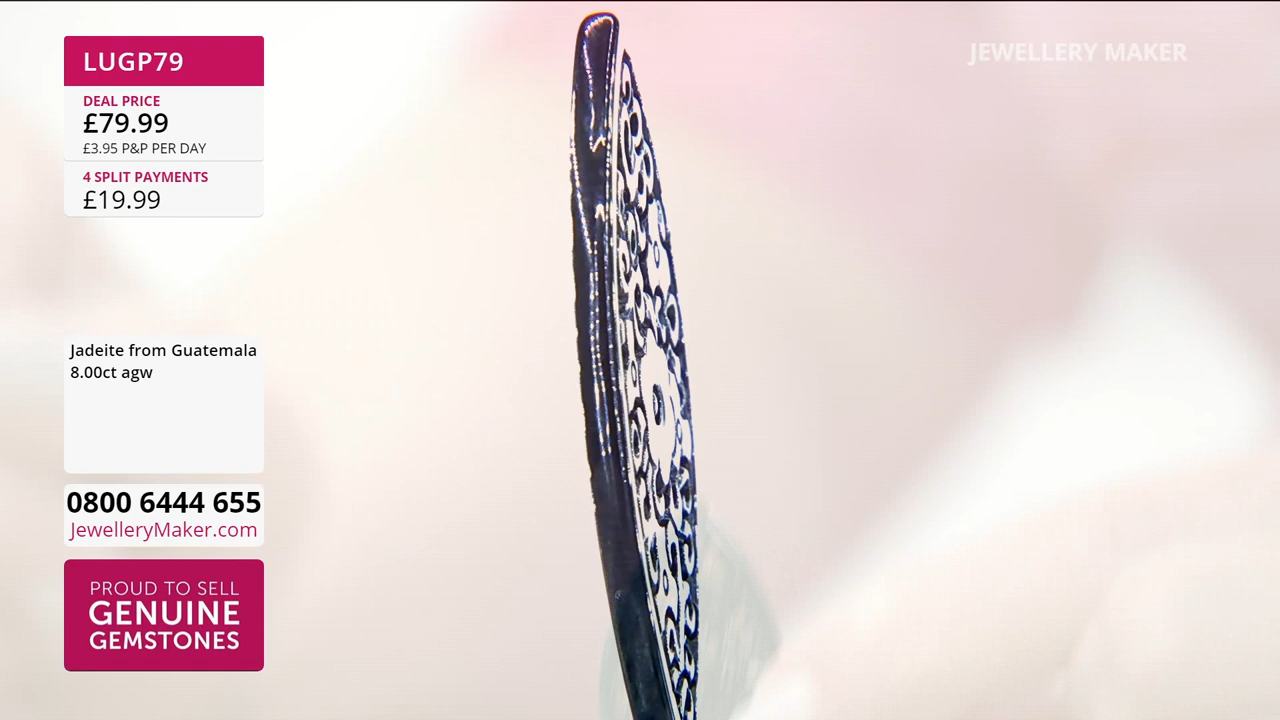 LUGP79
DEAL PRICE
£79.99
£3.95 P&P PER DAY
4 SPLIT PAYMENTS
£19.99
Jadeite from Guatemala
8.00ct agw
0800 6444 655
JewelleryMaker.com
PROUD TO SELL
GENUINE
GEMSTONES
JEWELLERY MAKER